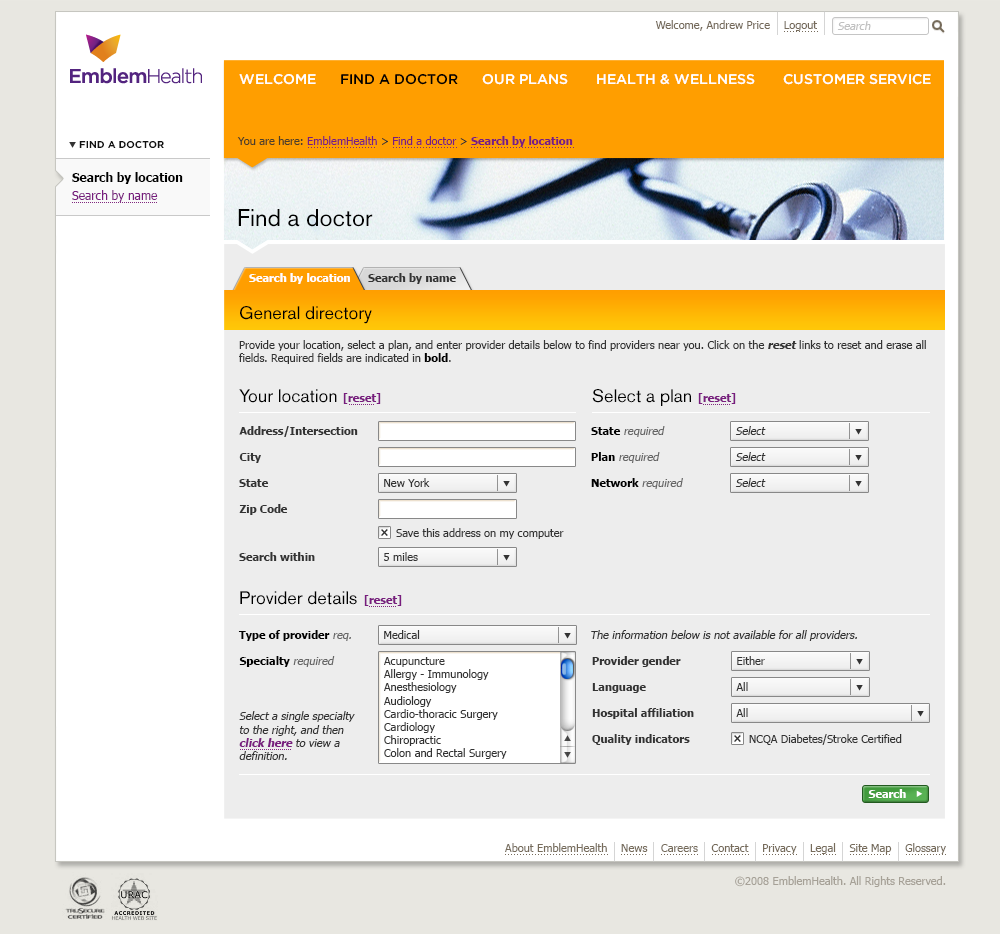 Welcome, Andrew Price
Logout
Search
EmblemHealth
WELCOME
FIND A DOCTOR
OUR PLANS
HEALTH & WELLNESS
CUSTOMER SERVICE
You are here: EmblemHealth > Find a doctor > Search by location
▼ FIND A DOCTOR
Search by location
Search by name
Find a doctor
Search by location
Search by name
General directory
Provide your location, select a plan, and enter provider details below to find providers near you. Click on the reset links to reset and erase all
fields. Required fields are indicated in bold.
Your location [reset]
Address/Intersection
City
State
New York
Zip Code
Save this address on my computer
Search within
5 miles
Select a plan [reset]
State required
Select
Plan required
Select
Network required
Select
Provider details [reset]
Type of provider req.
Medical
Specialty required
Acupuncture
Allergy - Immunology
Anesthesiology
Audiology
Cardio-thoracic Surgery
Cardiology
Chiropractic
Colon and Rectal Surgery
Select a single specialty
to the right, and then
click here to view a
definition.
The information below is not available for all providers.
Provider gender
Either
Language
All
Hospital affiliation
All
Quality indicators
NCQA Diabetes/Stroke Certified
Search
About EmblemHealth
News
Careers
Contact
Privacy
Legal
Site Map
Glossary
©2008 EmblemHealth. All Rights Reserved.
TRUSECURE
CERTIFIED
URAC
ACCREDITED
HEALTH WEB SITE